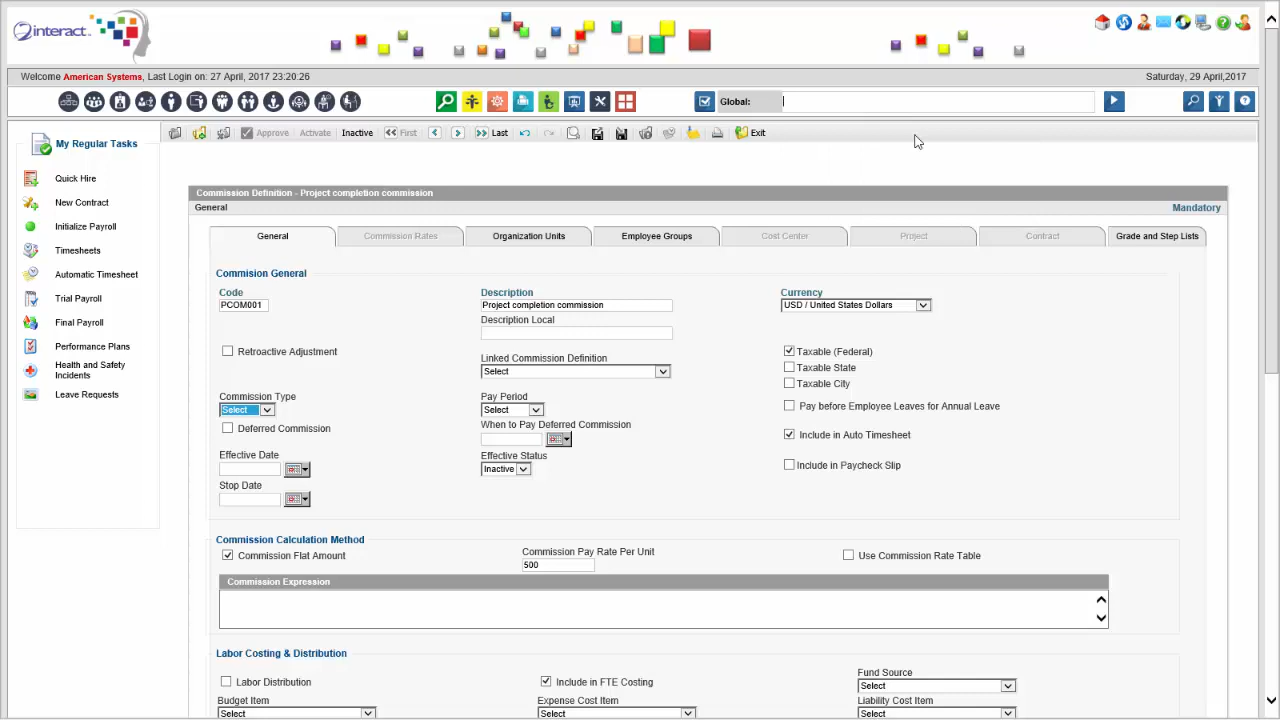 interact
Welcome American Systems, Last Login on: 27 April, 2017 23:20:26
Saturday, 29 April,2017
Global:
My Regular Tasks
Approve Activate Inactive First Last Exit
Quick Hire
New Contract
Initialize Payroll
Timesheets
Automatic Timesheet
Trial Payroll
Final Payroll
Performance Plans
Health and Safety
Incidents
Leave Requests
Commission Definition - Project completion commission
General Mandatory
General Commission Rates Organization Units Employee Groups Cost Center Project Contract Grade and Step Lists
Commision General
Code Description Currency
PCOM001 Project completion commission USD / United States Dollars
Description Local
Retroactive Adjustment Taxable (Federal)
Linked Commission Definition
Select Taxable State
Taxable City
Commission Type Pay Period
Select Select Pay before Employee Leaves for Annual Leave
Deferred Commission When to Pay Deferred Commission
Include in Auto Timesheet
Effective Date Effective Status
Inactive Include in Paycheck Slip
Stop Date
Commission Calculation Method
Commission Flat Amount Commission Pay Rate Per Unit Use Commission Rate Table
500
Commission Expression
Labor Costing & Distribution
Fund Source
Labor Distribution Include in FTE Costing Select
Budget Item Expense Cost Item Liability Cost Item
Select Select Select